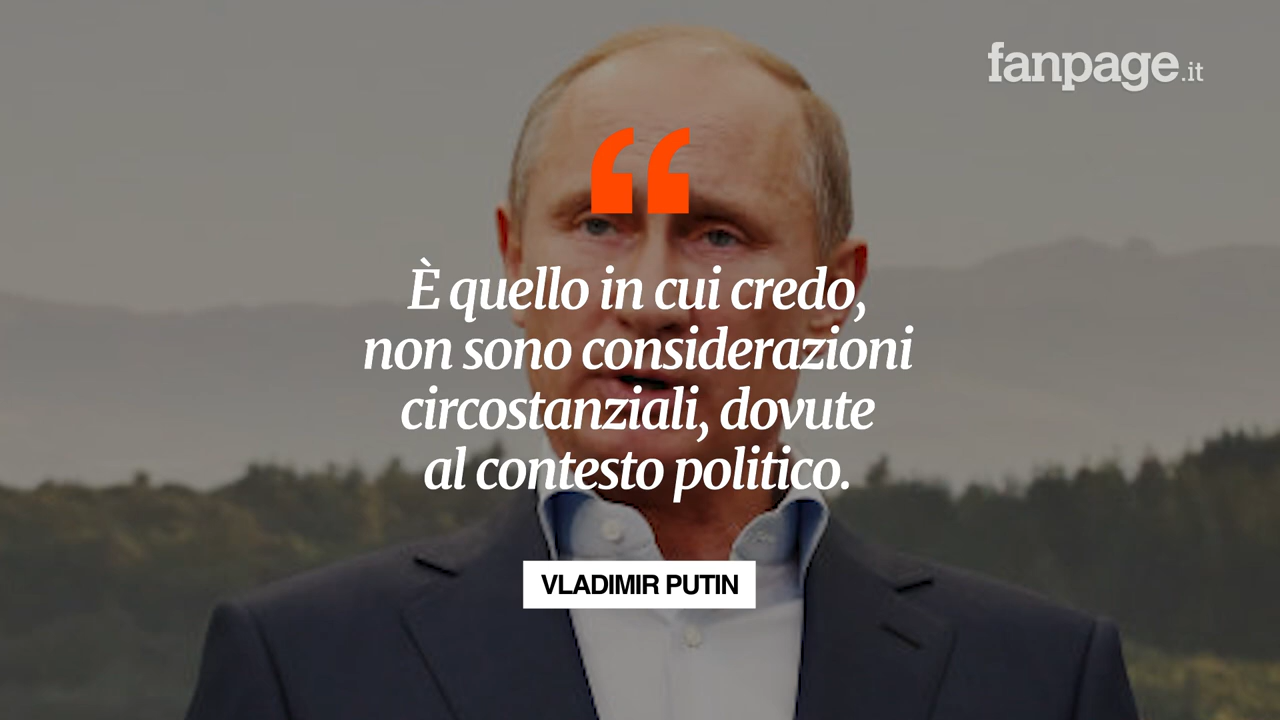 fanpage.it
“
È quello in cui credo,
non sono considerazioni
circostanziali, dovute
al contesto politico.
VLADIMIR PUTIN